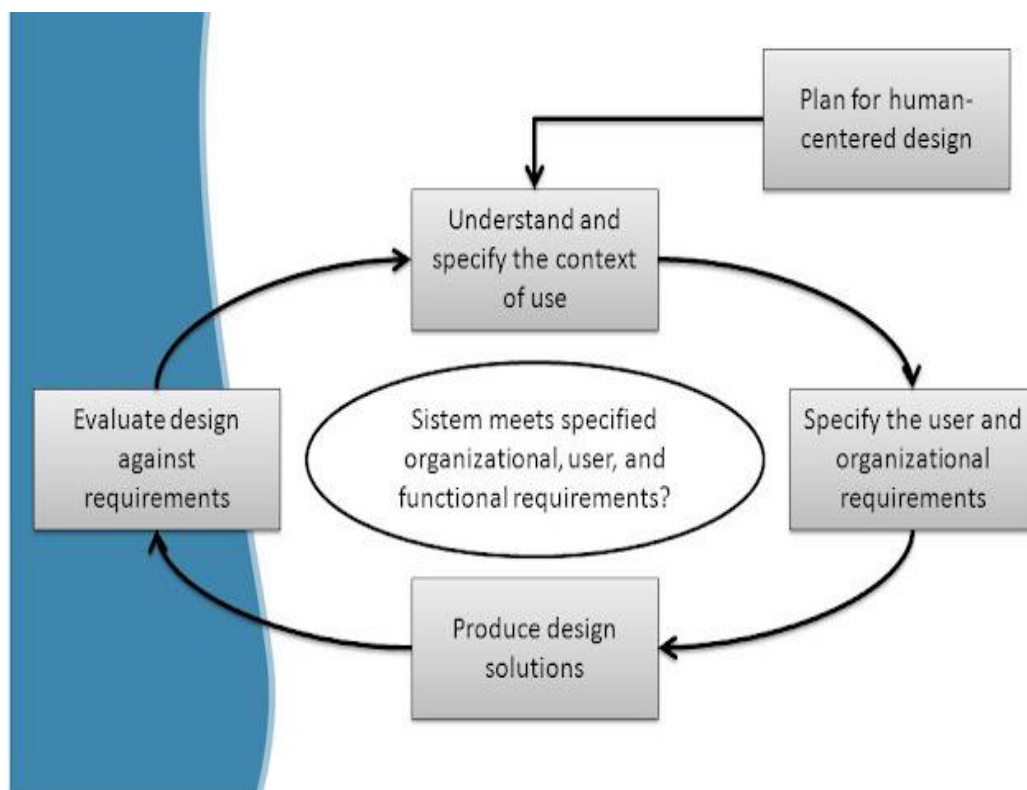 Plan for human-
centered design
Understand and
specify the context
of use
Specify the user and
organizational
requirements
Produce design
solutions
Evaluate design
against
requirements
Sistem meets specified
organizational, user, and
functional requirements?